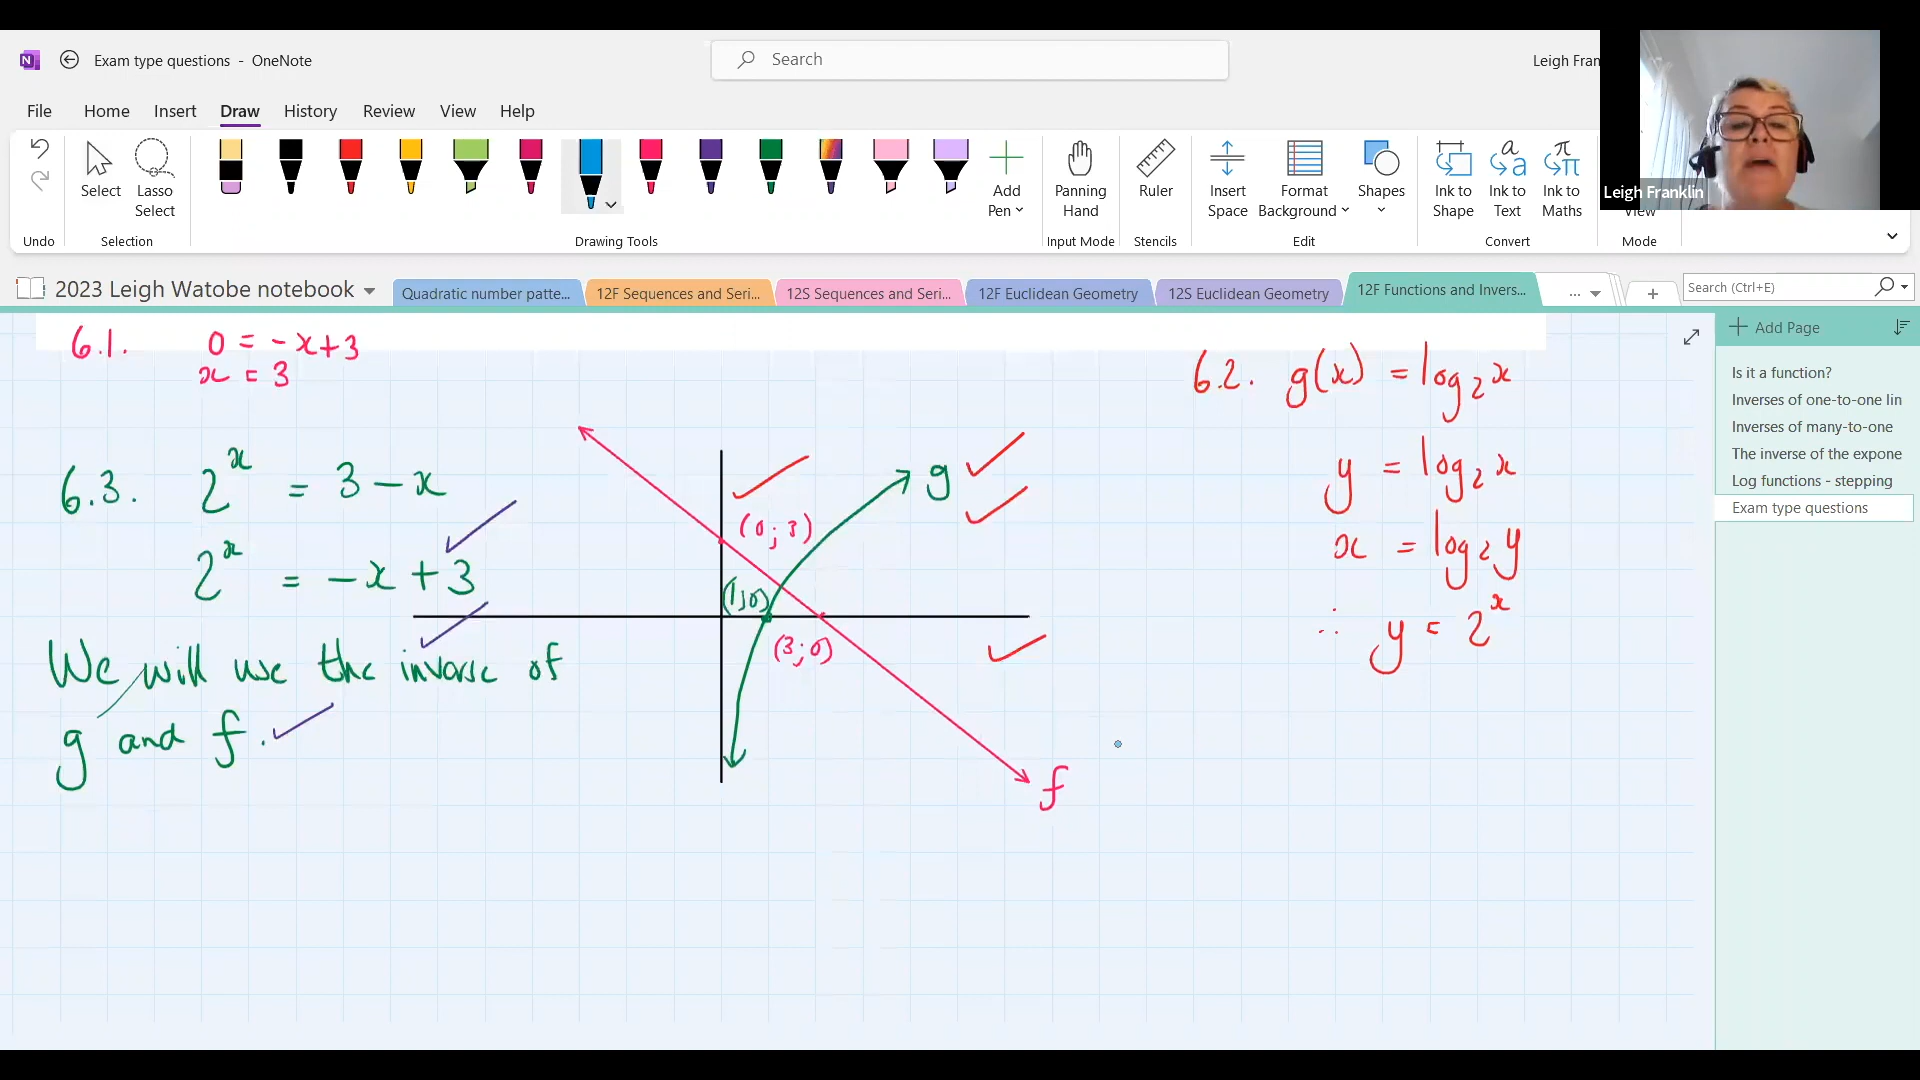 Exam type questions - OneNote
Search
Leigh Fran
File Home Insert Draw History Review View Help
Undo
Select
Lasso Select
Selection
Drawing Tools
Add Pen
Panning Hand
Input Mode
Ruler
Stencils
Insert Space
Format Background
Shapes
Edit
Ink to Shape
Ink to Text
Ink to Maths
Convert
View
Mode
Leigh Franklin
2023 Leigh Watobe notebook
Quadratic number patte...
12F Sequences and Seri...
12S Sequences and Seri...
12F Euclidean Geometry
12S Euclidean Geometry
12F Functions and Invers...
Search (Ctrl+E)
Add Page
Is it a function?
Inverses of one-to-one lin
Inverses of many-to-one
The inverse of the expone
Log functions - stepping
Exam type questions
6.1. 0 = -x+3
x = 3
6.3. 2^x = 3 - x
2^x = -x + 3
We will use the inverse of
g and f.
g
(0; 3)
(1;0)
(3; 0)
f
6.2. g(x) = log₂x
y = log₂x
x = log₂y
∴ y = 2^x